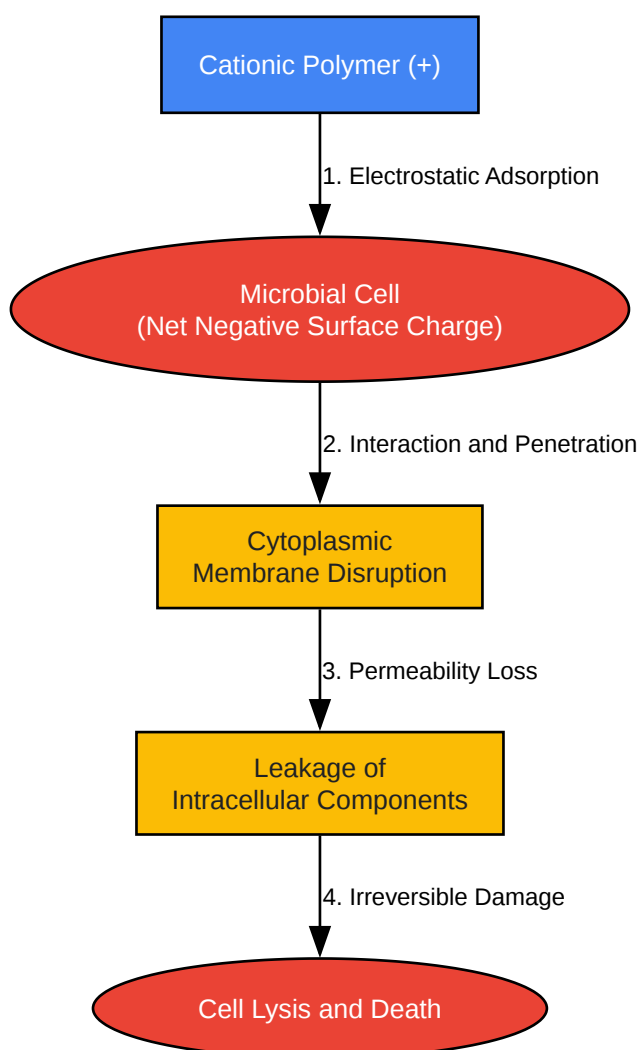 Cationic Polymer (+)
1. Electrostatic Adsorption
Microbial Cell
(Net Negative Surface Charge)
2. Interaction and Penetration
Cytoplasmic
Membrane Disruption
3. Permeability Loss
Leakage of
Intracellular Components
4. Irreversible Damage
Cell Lysis and Death